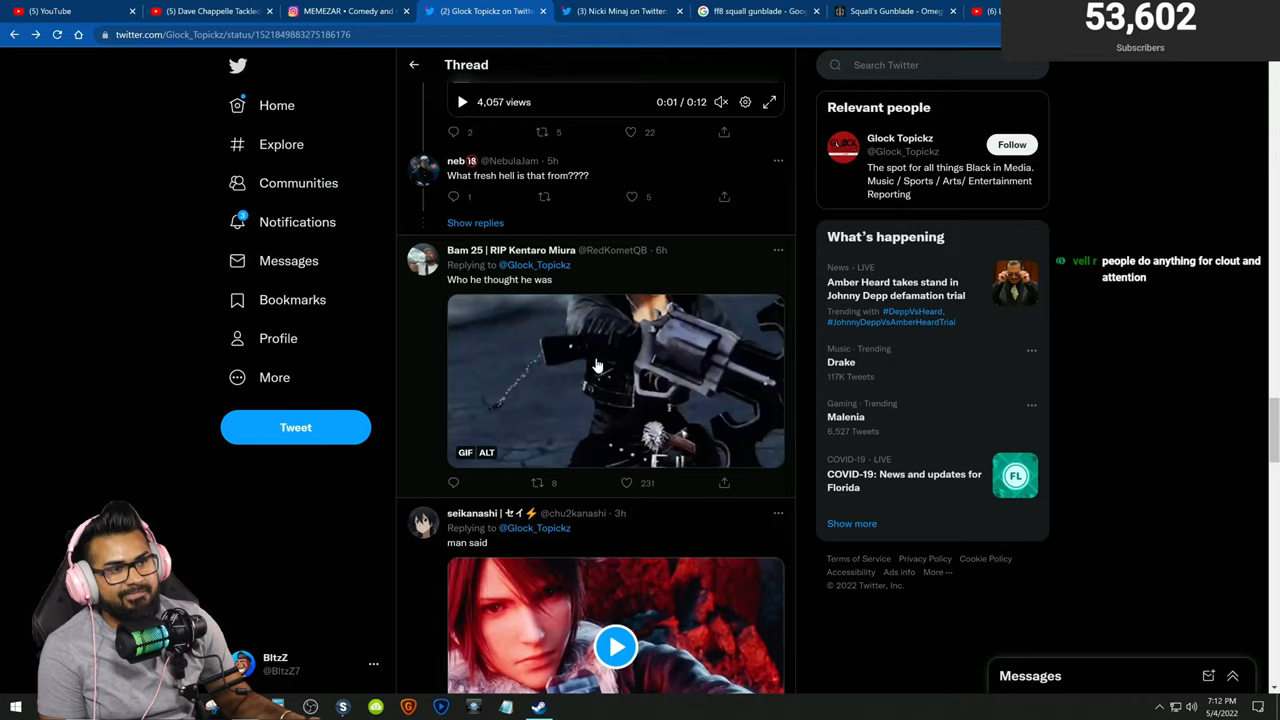 (5) YouTube
(5) Dave Chappelle Tackled
MEMEZAR • Comedy and
(2) Glock Topickz on Twitter
(3) Nicki Minaj on Twitter:
ff8 squall gunblade - Goo
Squall's Gunblade - Omeg
twitter.com/Glock_Topickz/status/1521849883275186176
53,602
Subscribers
Home
Explore
Communities
3
Notifications
Messages
Bookmarks
Profile
More
Tweet
BltzZ
@BltzZ7
Thread
4,057 views
0:01 / 0:12
2
5
22
neb🔞 @NebulaJam · 5h
What fresh hell is that from????
1
5
Show replies
Bam 25 | RIP Kentaro Miura @RedKometQB · 6h
Replying to @Glock_Topickz
Who he thought he was
GIF ALT
8
231
seikanashi | セイ⚡ @chu2kanashi · 3h
Replying to @Glock_Topickz
man said
Search Twitter
Relevant people
Glock Topickz
@Glock_Topickz
Follow
The spot for all things Black in Media.
Music / Sports / Arts/ Entertainment
Reporting
What's happening
News · LIVE
Amber Heard takes stand in
Johnny Depp defamation trial
Trending with #DeppVsHeard,
#JohnnyDeppVsAmberHeardTrial
Music · Trending
Drake
117K Tweets
Gaming · Trending
Malenia
6,527 Tweets
COVID-19 · LIVE
COVID-19: News and updates for
Florida
FL
Show more
Terms of Service Privacy Policy Cookie Policy
Accessibility Ads info More ···
© 2022 Twitter, Inc.
vell r people do anything for clout and
attention
Messages
7:12 PM
5/4/2022